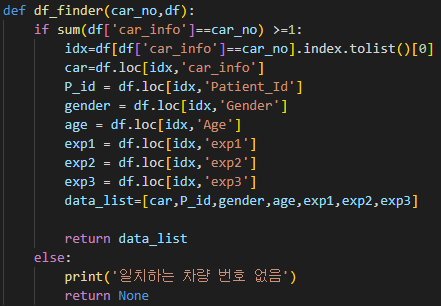 def df_finder(car_no,df):
    if sum(df['car_info']==car_no) >=1:
        idx=df[df['car_info']==car_no].index.tolist()[0]
        car=df.loc[idx,'car_info']
        P_id = df.loc[idx,'Patient_Id']
        gender = df.loc[idx,'Gender']
        age = df.loc[idx,'Age']
        exp1 = df.loc[idx,'exp1']
        exp2 = df.loc[idx,'exp2']
        exp3 = df.loc[idx,'exp3']
        data_list=[car,P_id,gender,age,exp1,exp2,exp3]
        return data_list
    else:
        print('일치하는 차량 번호 없음')
        return None